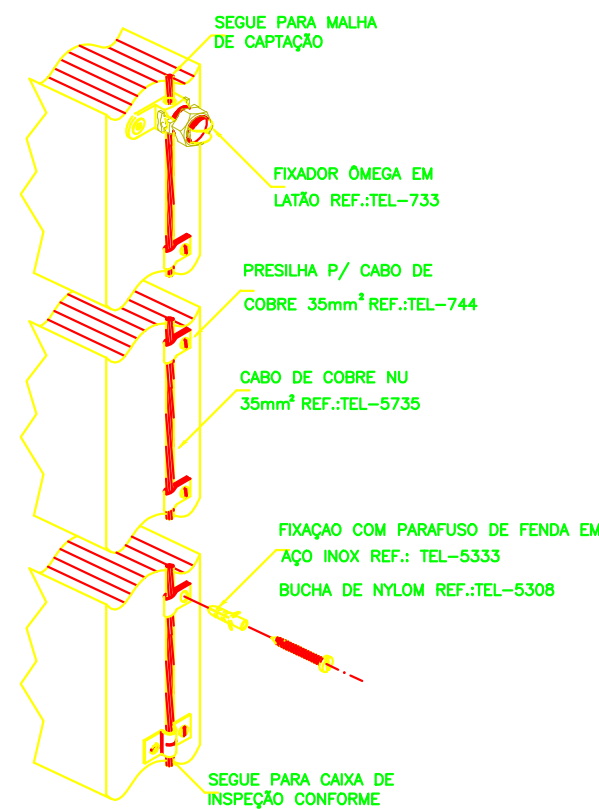 SEGUE PARA MALHA
DE CAPTAÇÃO
FIXADOR ÔMEGA EM
LATÃO REF.:TEL-733
PRESILHA P/ CABO DE
COBRE 35mm² REF.:TEL-744
CABO DE COBRE NU
35mm² REF.:TEL-5735
FIXAÇAO COM PARAFUSO DE FENDA EM
AÇO INOX REF.: TEL-5333
BUCHA DE NYLOM REF.:TEL-5308
SEGUE PARA CAIXA DE
INSPEÇÃO CONFORME